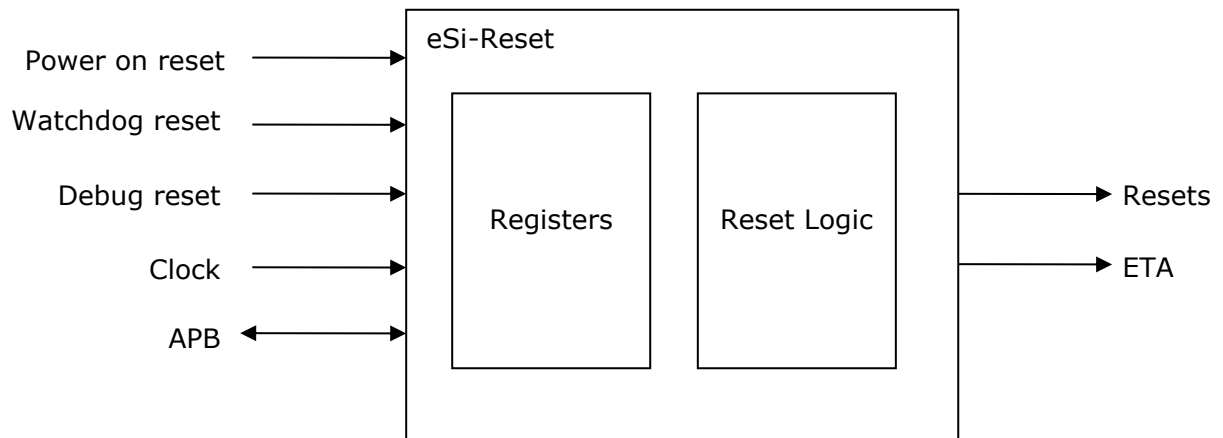 eSi-Reset
Power on reset
Watchdog reset
Debug reset
Clock
APB
Registers
Reset Logic
Resets
ETA